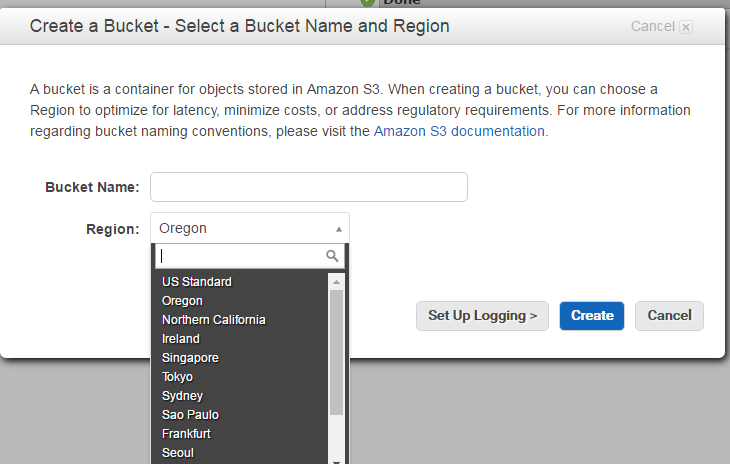 Done
Create a Bucket - Select a Bucket Name and Region
Cancel x
A bucket is a container for objects stored in Amazon S3. When creating a bucket, you can choose a
Region to optimize for latency, minimize costs, or address regulatory requirements. For more information
regarding bucket naming conventions, please visit the Amazon S3 documentation.
Bucket Name:
Region:
Oregon
US Standard
Oregon
Northern California
Ireland
Singapore
Tokyo
Sydney
Sao Paulo
Frankfurt
Seoul
Set Up Logging >
Create
Cancel